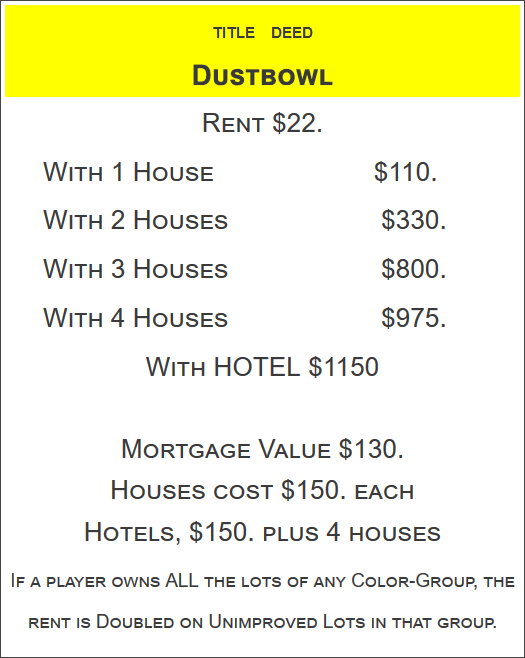 TITLE DEED
Dustbowl
Rent $22.
With 1 House $110.
With 2 Houses $330.
With 3 Houses $800.
With 4 Houses $975.
With HOTEL $1150
Mortgage Value $130.
Houses cost $150. each
Hotels, $150. plus 4 houses
If a player owns ALL the lots of any Color-Group, the
rent is Doubled on Unimproved Lots in that group.